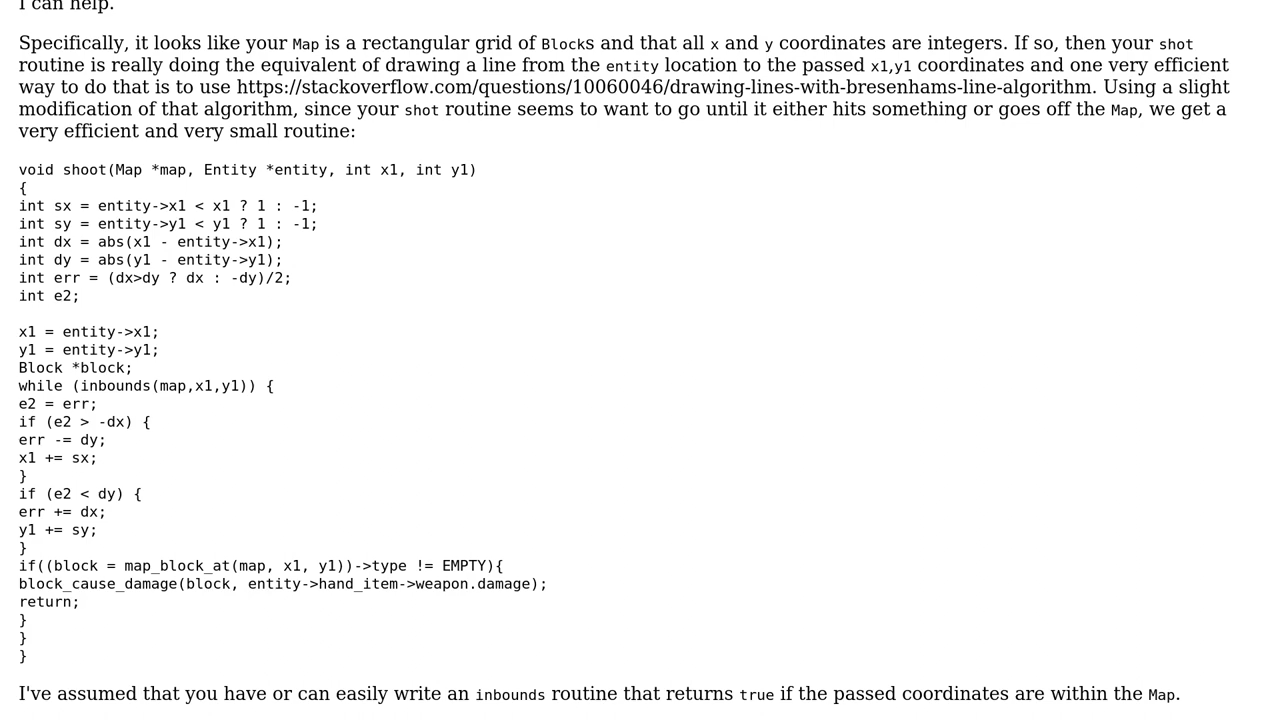 I can help.
Specifically, it looks like your Map is a rectangular grid of Blocks and that all x and y coordinates are integers. If so, then your shot
routine is really doing the equivalent of drawing a line from the entity location to the passed x1,y1 coordinates and one very efficient
way to do that is to use https://stackoverflow.com/questions/10060046/drawing-lines-with-bresenhams-line-algorithm. Using a slight
modification of that algorithm, since your shot routine seems to want to go until it either hits something or goes off the Map, we get a
very efficient and very small routine:
void shoot(Map *map, Entity *entity, int x1, int y1)
{
int sx = entity->x1 < x1 ? 1 : -1;
int sy = entity->y1 < y1 ? 1 : -1;
int dx = abs(x1 - entity->x1);
int dy = abs(y1 - entity->y1);
int err = (dx>dy ? dx : -dy)/2;
int e2;
x1 = entity->x1;
y1 = entity->y1;
Block *block;
while (inbounds(map,x1,y1)) {
e2 = err;
if (e2 > -dx) {
err -= dy;
x1 += sx;
}
if (e2 < dy) {
err += dx;
y1 += sy;
}
if((block = map_block_at(map, x1, y1))->type != EMPTY){
block_cause_damage(block, entity->hand_item->weapon.damage);
return;
}
}
}
I've assumed that you have or can easily write an inbounds routine that returns true if the passed coordinates are within the Map.